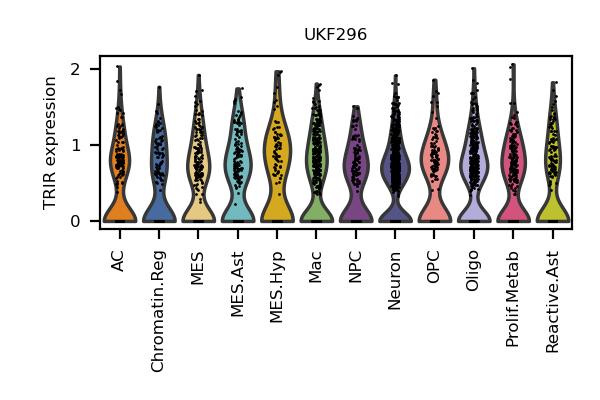 UKF296
TRIR expression
2
1
0
AC
Chromatin.Reg
MES
MES.Ast
MES.Hyp
Mac
NPC
Neuron
OPC
Oligo
Prolif.Metab
Reactive.Ast